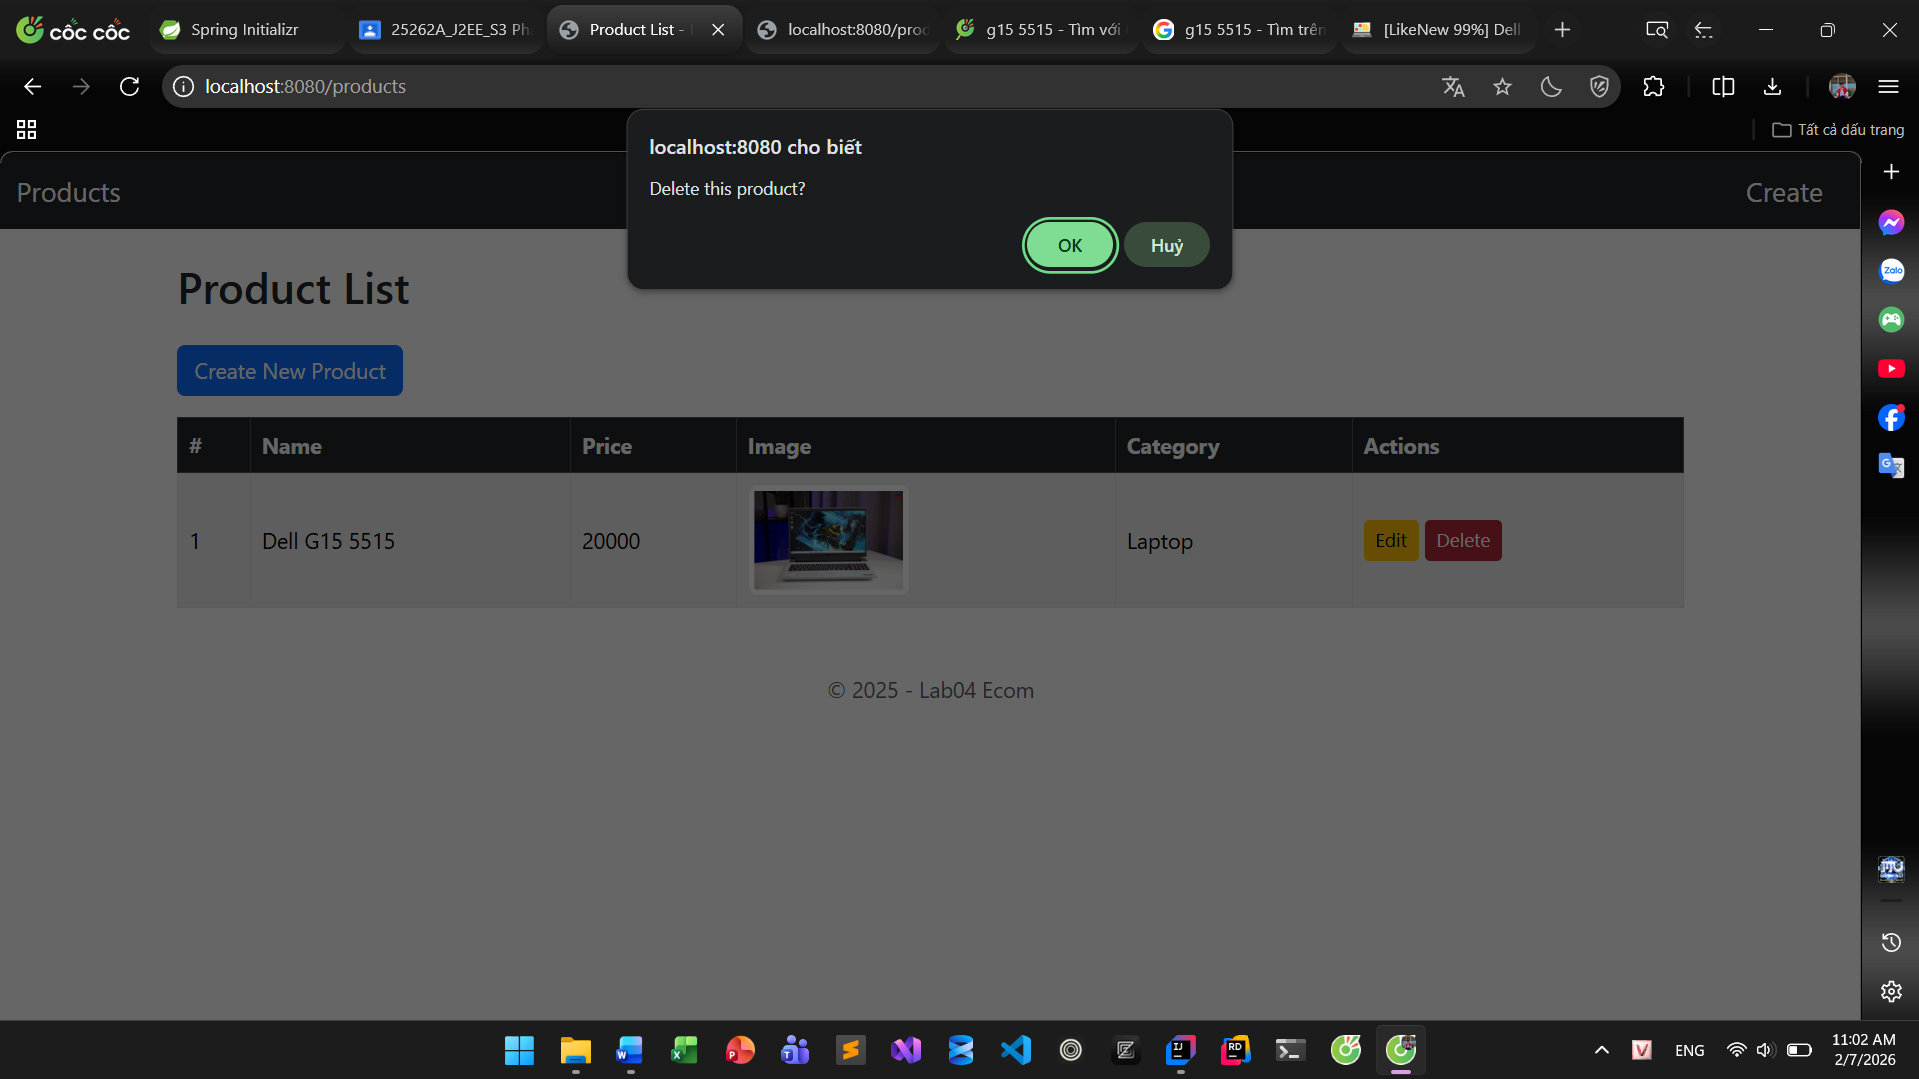 cốc cốc
Spring Initializr
25262A_J2EE_S3 Ph
Product List -
localhost:8080/prod
g15 5515 - Tìm với
g15 5515 - Tìm trên
[LikeNew 99%] Dell
localhost:8080/products
Tất cả dấu trang
localhost:8080 cho biết
Delete this product?
OK
Huỷ
Products
Create
Product List
Create New Product
# Name Price Image Category Actions
1 Dell G15 5515 20000 Laptop Edit Delete
© 2025 - Lab04 Ecom
Zalo
ENG
11:02 AM
2/7/2026